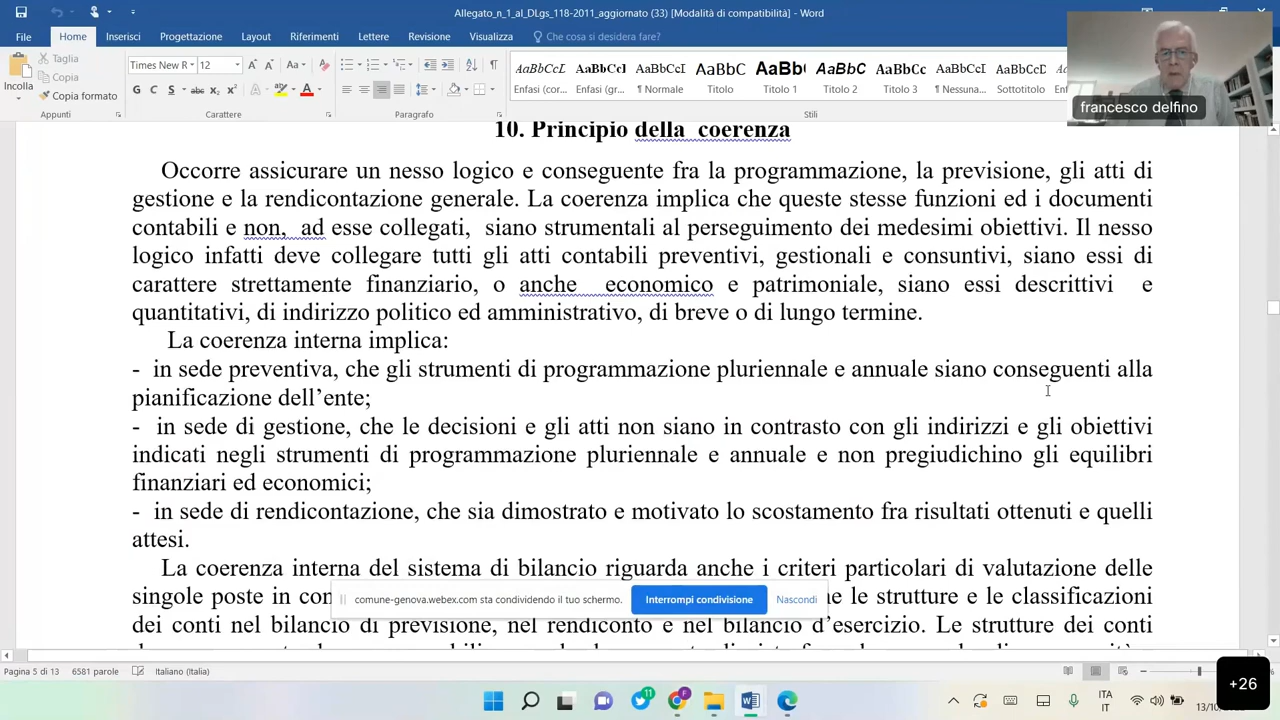 Allegato_n_1_al_DLgs_118-2011_aggiornato (33) [Modalità di compatibilità] - Word
File Home Inserisci Progettazione Layout Riferimenti Lettere Revisione Visualizza Che cosa si desidera fare?
Incolla
Taglia
Copia
Copia formato
Appunti
Times New R 12
G C S abc x₂ x²
Carattere
Paragrafo
AaBbCcL AaBbCcI AaBbCcI AaBbC AaBb( AaBbC AaBbCc AaBbCcI AaBbCcL
Enfasi (cor... Enfasi (gr... ¶ Normale Titolo Titolo 1 Titolo 2 Titolo 3 ¶ Nessuna... Sottotitolo Enfasi (co
Stili
francesco delfino
10. Principio della coerenza
Occorre assicurare un nesso logico e conseguente fra la programmazione, la previsione, gli atti di
gestione e la rendicontazione generale. La coerenza implica che queste stesse funzioni ed i documenti
contabili e non, ad esse collegati, siano strumentali al perseguimento dei medesimi obiettivi. Il nesso
logico infatti deve collegare tutti gli atti contabili preventivi, gestionali e consuntivi, siano essi di
carattere strettamente finanziario, o anche economico e patrimoniale, siano essi descrittivi e
quantitativi, di indirizzo politico ed amministrativo, di breve o di lungo termine.
La coerenza interna implica:
- in sede preventiva, che gli strumenti di programmazione pluriennale e annuale siano conseguenti alla
pianificazione dell’ente;
- in sede di gestione, che le decisioni e gli atti non siano in contrasto con gli indirizzi e gli obiettivi
indicati negli strumenti di programmazione pluriennale e annuale e non pregiudichino gli equilibri
finanziari ed economici;
- in sede di rendicontazione, che sia dimostrato e motivato lo scostamento fra risultati ottenuti e quelli
attesi.
La coerenza interna del sistema di bilancio riguarda anche i criteri particolari di valutazione delle
singole poste in le strutture e le classificazioni
dei conti nel bilancio di previsione, nel rendiconto e nel bilancio d’esercizio. Le strutture dei conti
comune-genova.webex.com sta condividendo il tuo schermo. Interrompi condivisione Nascondi
Pagina 5 di 13 6581 parole Italiano (Italia)
+26
11
F
ITA
IT
13/10/